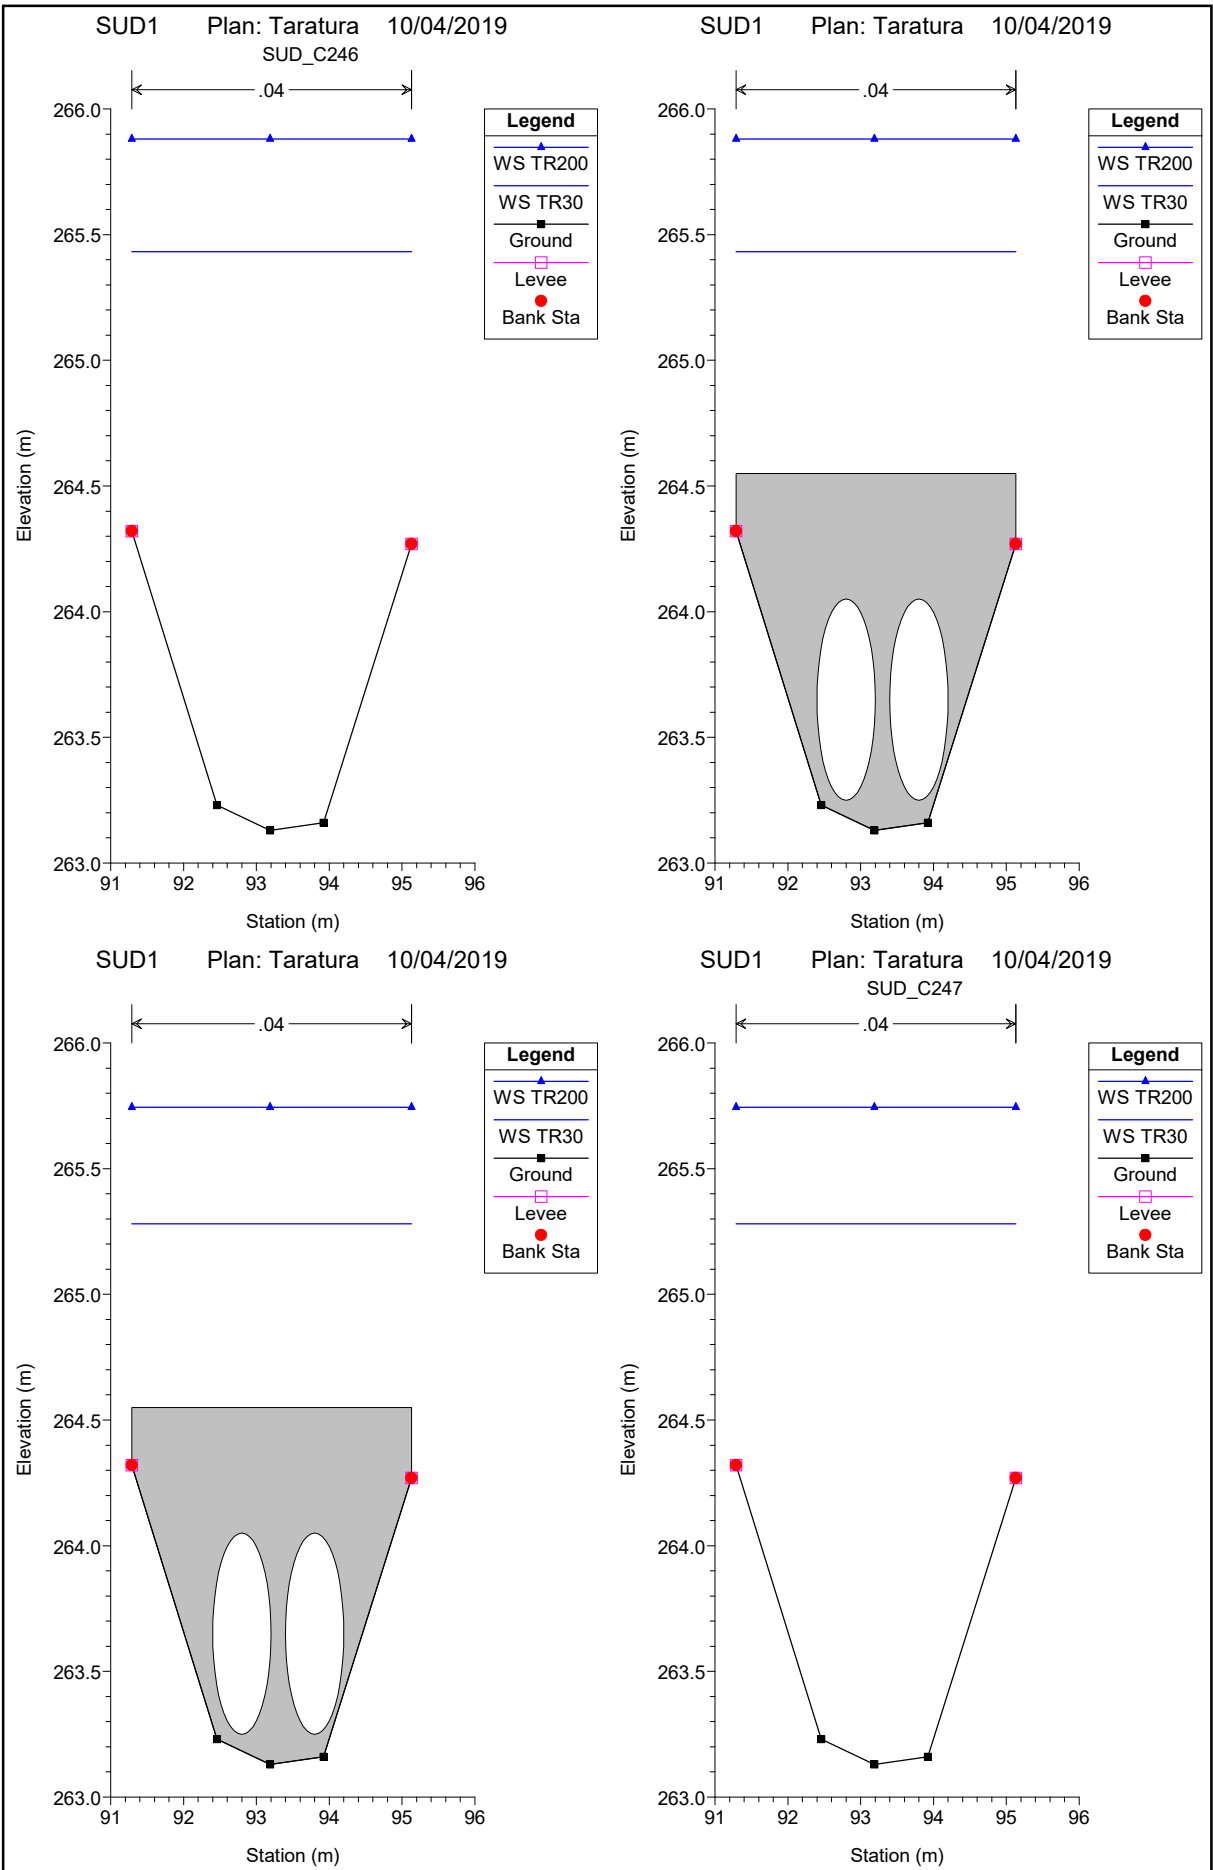 SUD1 Plan: Taratura 10/04/2019
SUD_C246
.04
266.0
265.5
265.0
264.5
264.0
263.5
263.0
91 92 93 94 95 96
Station (m)
Elevation (m)
Legend
WS TR200
WS TR30
Ground
Levee
Bank Sta
SUD1 Plan: Taratura 10/04/2019
.04
266.0
265.5
265.0
264.5
264.0
263.5
263.0
91 92 93 94 95 96
Station (m)
Elevation (m)
Legend
WS TR200
WS TR30
Ground
Levee
Bank Sta
SUD1 Plan: Taratura 10/04/2019
.04
266.0
265.5
265.0
264.5
264.0
263.5
263.0
91 92 93 94 95 96
Station (m)
Elevation (m)
Legend
WS TR200
WS TR30
Ground
Levee
Bank Sta
SUD1 Plan: Taratura 10/04/2019
SUD_C247
.04
266.0
265.5
265.0
264.5
264.0
263.5
263.0
91 92 93 94 95 96
Station (m)
Elevation (m)
Legend
WS TR200
WS TR30
Ground
Levee
Bank Sta